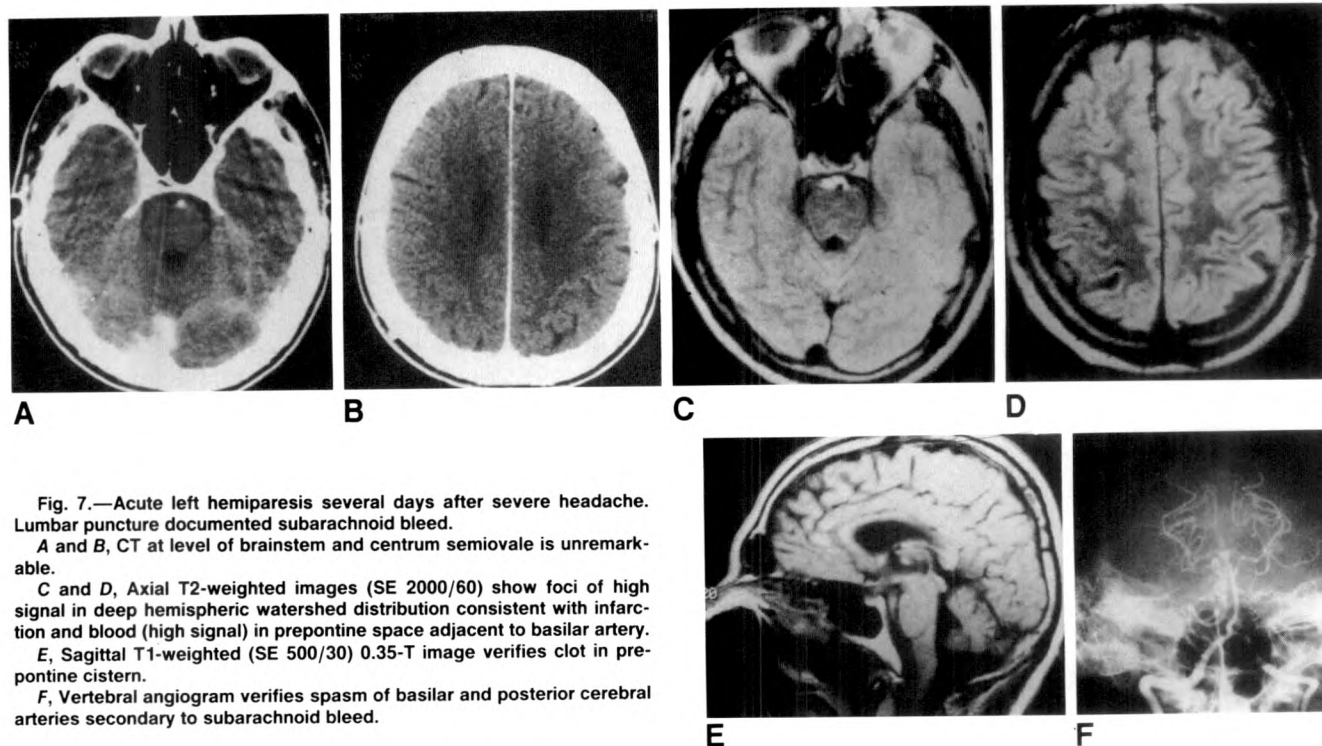 A
B
C
D
Fig. 7.—Acute left hemiparesis several days after severe headache.
Lumbar puncture documented subarachnoid bleed.
A and B, CT at level of brainstem and centrum semiovale is unremark-
able.
C and D, Axial T2-weighted images (SE 2000/60) show foci of high
signal in deep hemispheric watershed distribution consistent with infarc-
tion and blood (high signal) in prepontine space adjacent to basilar artery.
E, Sagittal T1-weighted (SE 500/30) 0.35-T image verifies clot in pre-
pontine cistern.
F, Vertebral angiogram verifies spasm of basilar and posterior cerebral
arteries secondary to subarachnoid bleed.
E
F